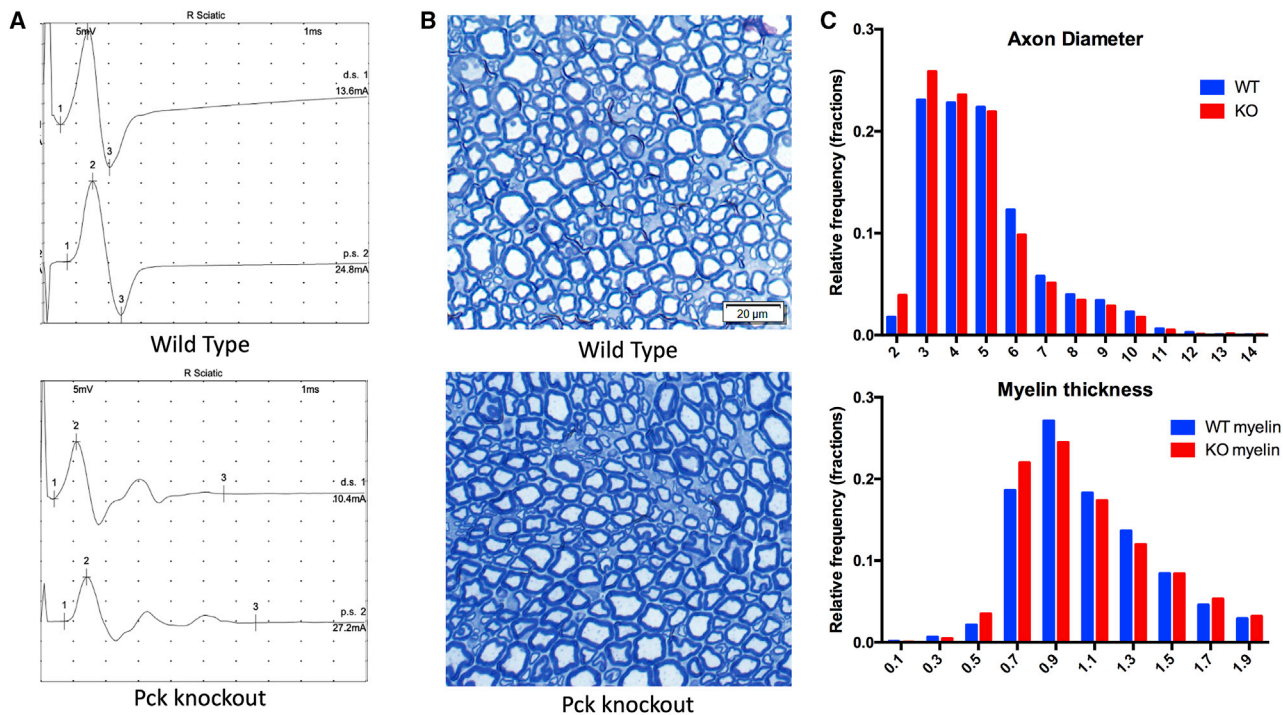 A
R Sciatic
5mV
1ms
d.s. 1
13.6mA
1
3
2
1
p.s. 2
24.8mA
3
Wild Type
R Sciatic
5mV
1ms
2
3
1
d.s. 1
10.4mA
2
1
3
p.s. 2
27.2mA
Pck knockout
B
20 µm
Wild Type
Pck knockout
C
Axon Diameter
WT
KO
Relative frequency (fractions)
0.3
0.2
0.1
0.0
2 3 4 5 6 7 8 9 10 11 12 13 14
Myelin thickness
WT myelin
KO myelin
Relative frequency (fractions)
0.3
0.2
0.1
0.0
0.1 0.3 0.5 0.7 0.9 1.1 1.3 1.5 1.7 1.9